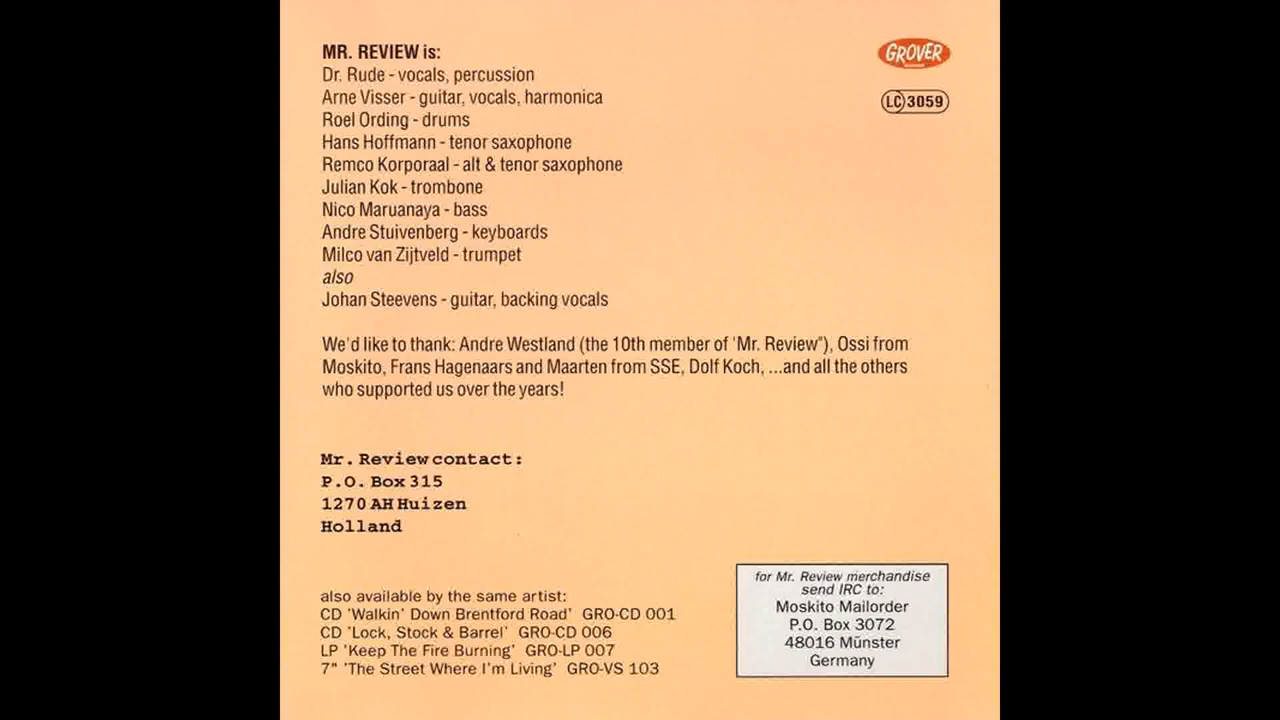 MR. REVIEW is:
Dr. Rude - vocals, percussion
Arne Visser - guitar, vocals, harmonica
Roel Ording - drums
Hans Hoffmann - tenor saxophone
Remco Korporaal - alt & tenor saxophone
Julian Kok - trombone
Nico Maruanaya - bass
Andre Stuivenberg - keyboards
Milco van Zijtveld - trumpet
also
Johan Steevens - guitar, backing vocals
GROVER
LC 3059
We'd like to thank: Andre Westland (the 10th member of 'Mr. Review"), Ossi from
Moskito, Frans Hagenaars and Maarten from SSE, Dolf Koch, ...and all the others
who supported us over the years!
Mr. Review contact:
P.O. Box 315
1270 AH Huizen
Holland
also available by the same artist:
CD 'Walkin' Down Brentford Road' GRO-CD 001
CD 'Lock, Stock & Barrel' GRO-CD 006
LP 'Keep The Fire Burning' GRO-LP 007
7" 'The Street Where I'm Living' GRO-VS 103
for Mr. Review merchandise
send IRC to:
Moskito Mailorder
P.O. Box 3072
48016 Münster
Germany